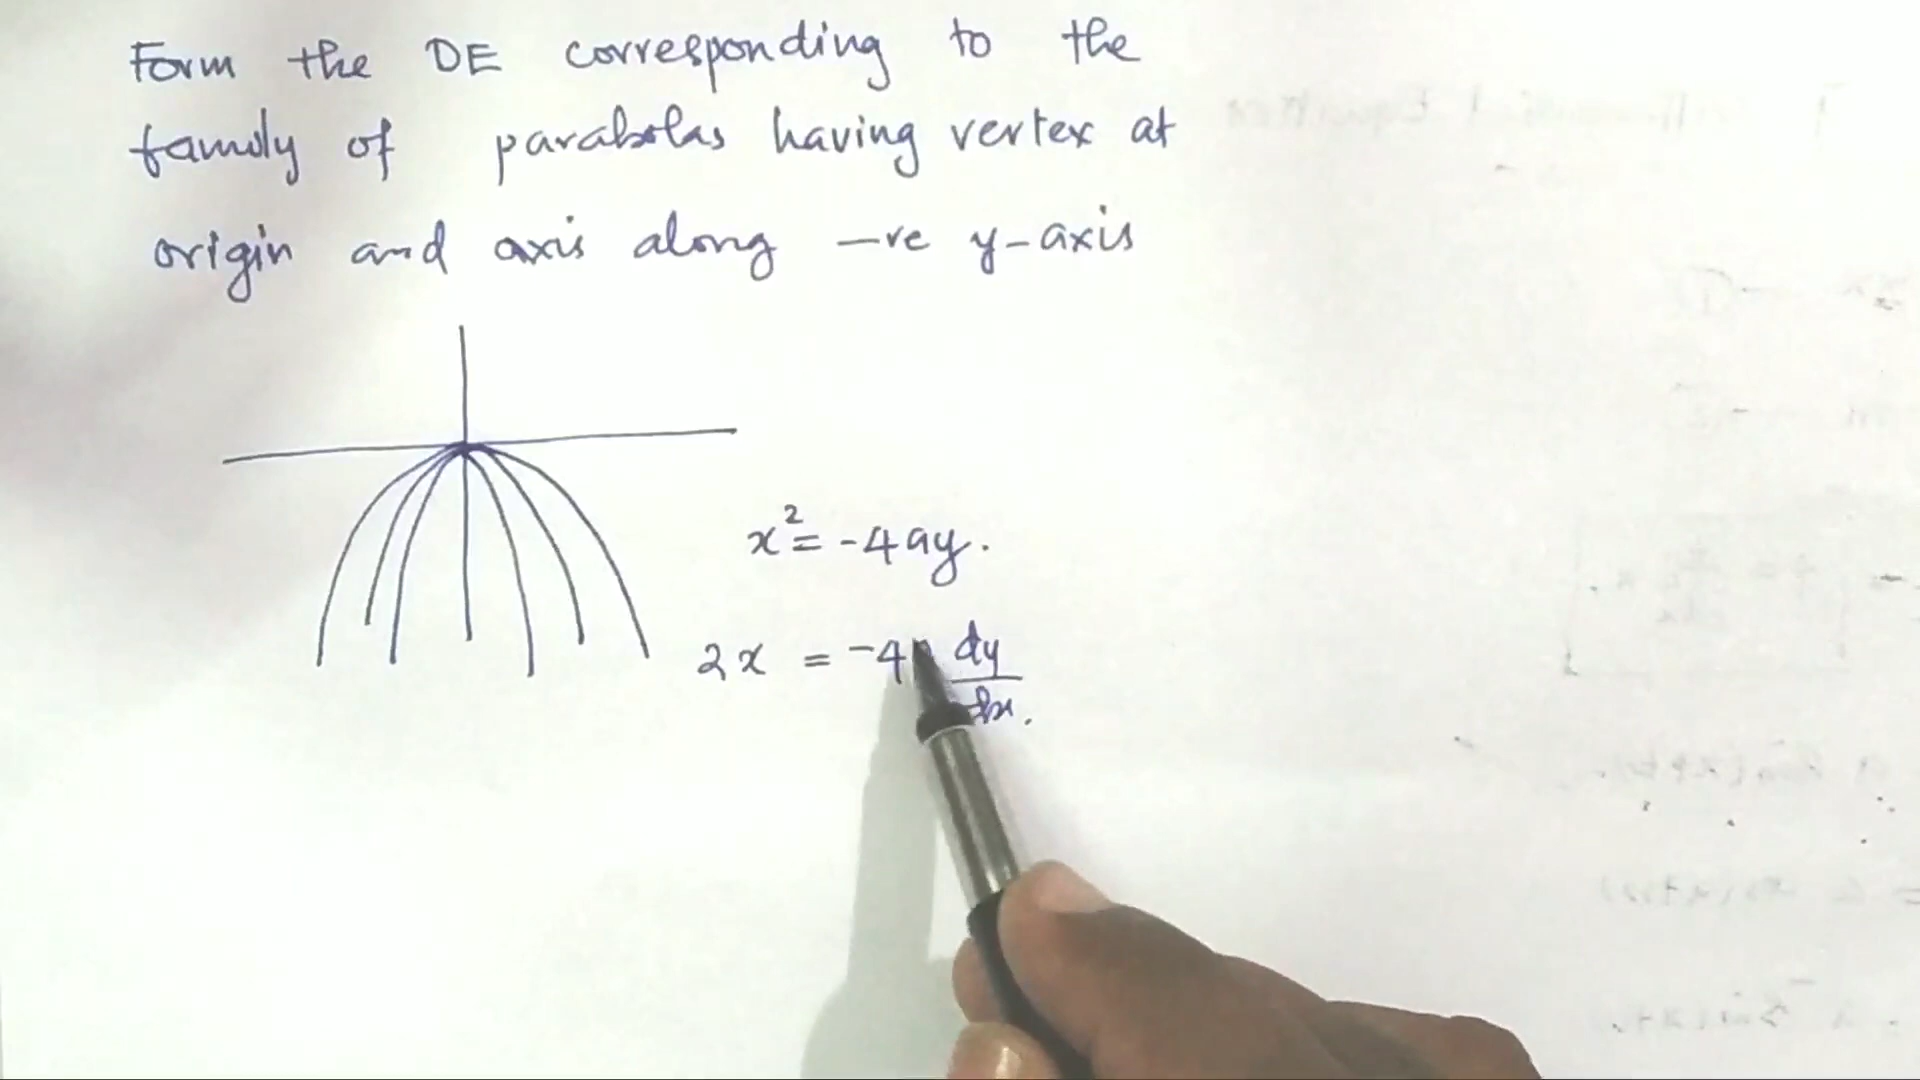 Form the DE corresponding to the
family of parabolas having vertex at
origin and axis along -ve y-axis
x² = -4ay.
2x = -4a dy/dx.